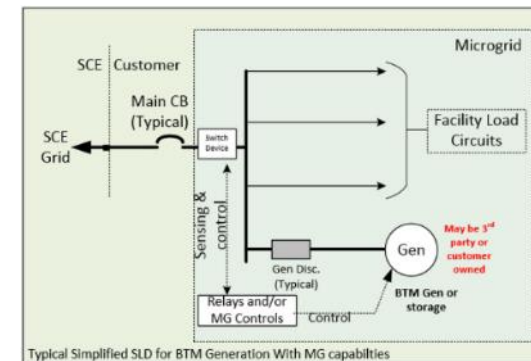 Microgrid
SCE
Customer
Main CB
(Typical)
Switch
Device
SCE
Grid
Facility Load
Circuits
Sensing &
control
Gen
May be 3rd
party or
customer
owned
Gen Disc.
(Typical)
BTM Gen or
storage
Relays and/or
MG Controls
Control
Typical Simplified SLD for BTM Generation With MG capabilties